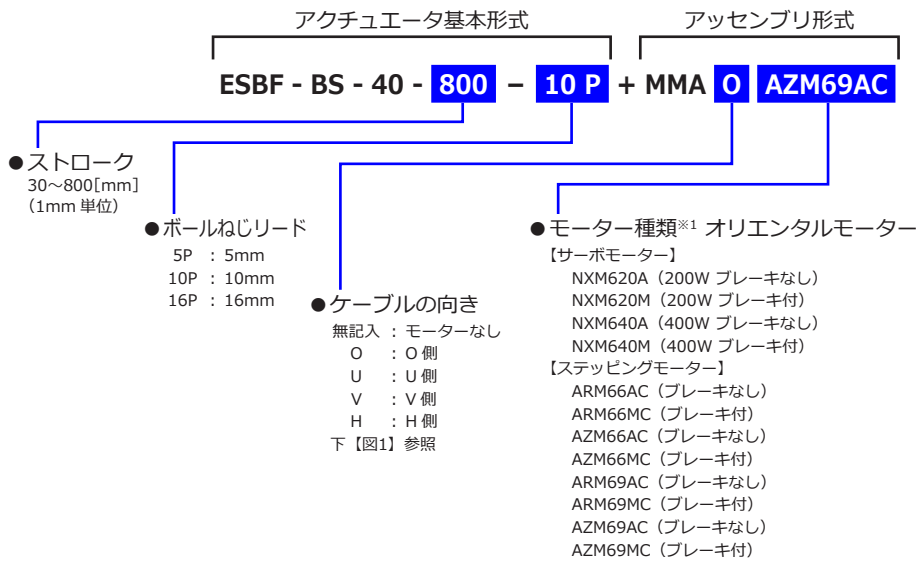 アクチュエータ基本形式
アッセンブリ形式
ESBF - BS - 40 - 800 － 10 P + MMA O AZM69AC
●ストローク
30～800[mm]
（1mm 単位）
●ボールねじリード
5P ：5mm
10P ：10mm
16P ：16mm
●ケーブルの向き
無記入 ：モーターなし
O ：O 側
U ：U 側
V ：V 側
H ：H 側
下【図1】参照
●モーター種類※1 オリエンタルモーター
【サーボモーター】
NXM620A（200W ブレーキなし）
NXM620M（200W ブレーキ付）
NXM640A（400W ブレーキなし）
NXM640M（400W ブレーキ付）
【ステッピングモーター】
ARM66AC（ブレーキなし）
ARM66MC（ブレーキ付）
AZM66AC（ブレーキなし）
AZM66MC（ブレーキ付）
ARM69AC（ブレーキなし）
ARM69MC（ブレーキ付）
AZM69AC（ブレーキなし）
AZM69MC（ブレーキ付）